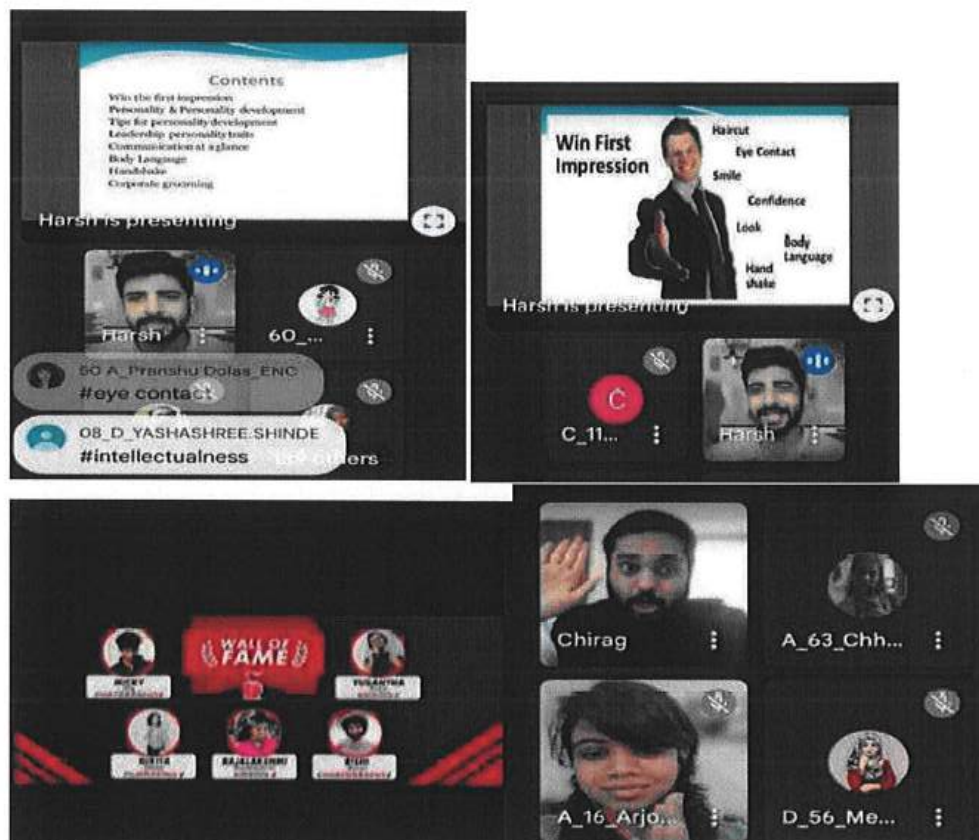 Contents
Win the first impression
Personality & Personality development
Tips for personality development
Leadership personality traits
Communication at a glance
Body Langauge
Handshake
Corporate grooming
Harsh is presenting
Harsh
60_...
60 A_Pranshu Dolas_ENC
#eye contact
08_D_YASHASHREE.SHINDE
#intellectualness
others
Win First
Impression
Haircut
Eye Contact
Smile
Confidence
Look
Body
Language
Hand
shake
Harsh is presenting
C
C_11...
Harsh
WALL OF
FAME
Chirag
A_63_Chh...
A_16_Arjo...
D_56_Me...